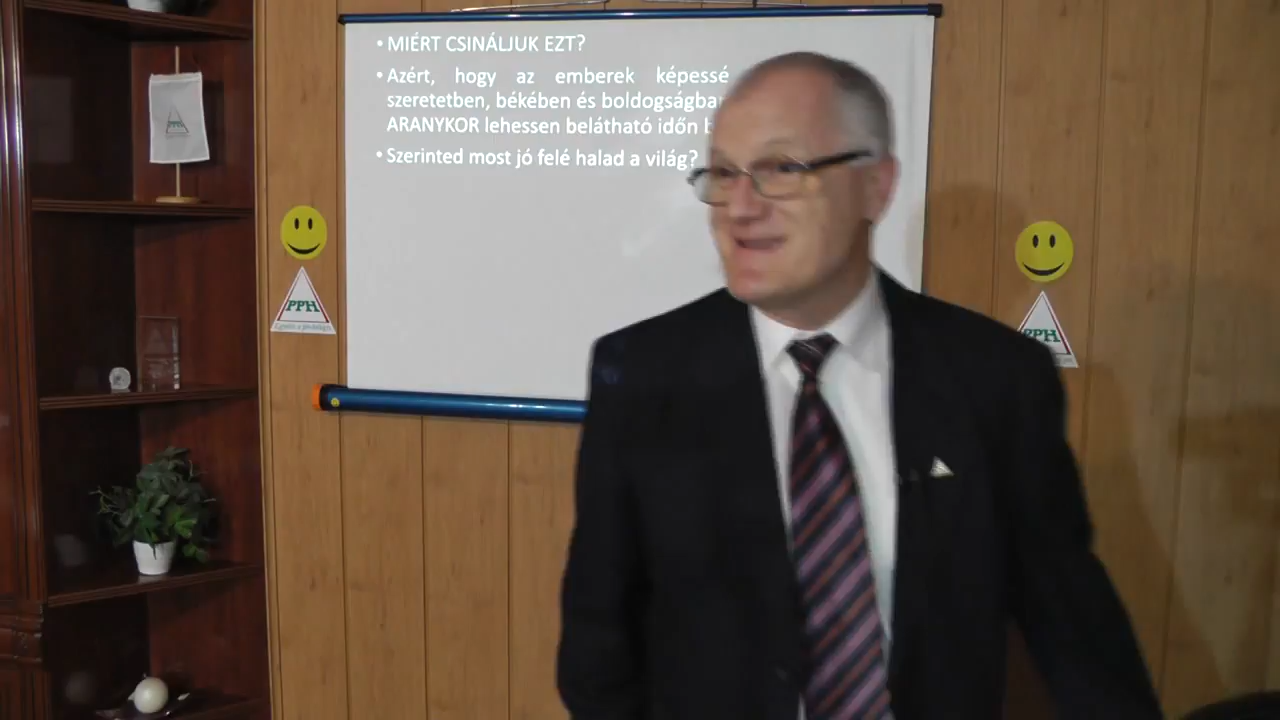 • MIÉRT CSINÁLJUK EZT?
• Azért, hogy az emberek képessé
szeretetben, békében és boldogságban
ARANYKOR lehessen belátható időn b
• Szerinted most jó felé halad a világ?
PPH
PPH